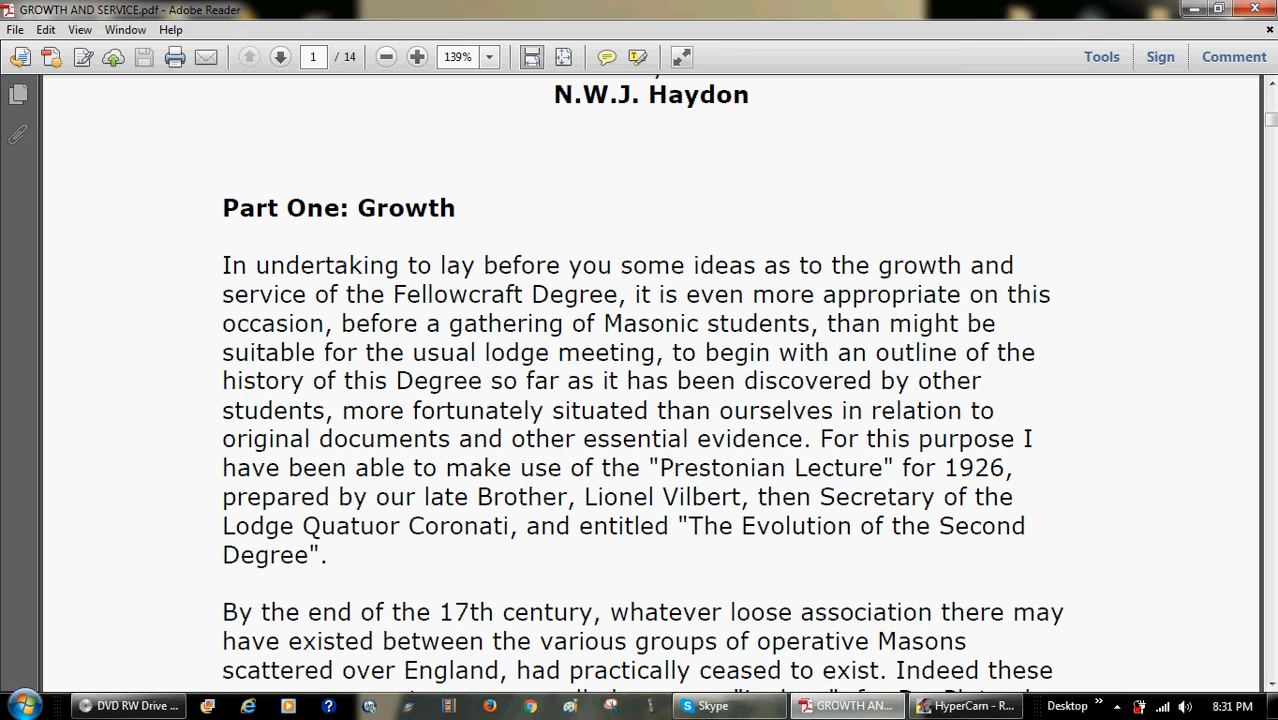 GROWTH AND SERVICE.pdf - Adobe Reader
File Edit View Window Help
1 / 14 139% Tools Sign Comment
N.W.J. Haydon
Part One: Growth
In undertaking to lay before you some ideas as to the growth and
service of the Fellowcraft Degree, it is even more appropriate on this
occasion, before a gathering of Masonic students, than might be
suitable for the usual lodge meeting, to begin with an outline of the
history of this Degree so far as it has been discovered by other
students, more fortunately situated than ourselves in relation to
original documents and other essential evidence. For this purpose I
have been able to make use of the "Prestonian Lecture" for 1926,
prepared by our late Brother, Lionel Vilbert, then Secretary of the
Lodge Quatuor Coronati, and entitled "The Evolution of the Second
Degree".
By the end of the 17th century, whatever loose association there may
have existed between the various groups of operative Masons
scattered over England, had practically ceased to exist. Indeed these
DVD RW Drive ... Skype GROWTH AN... HyperCam - R... Desktop 8:31 PM